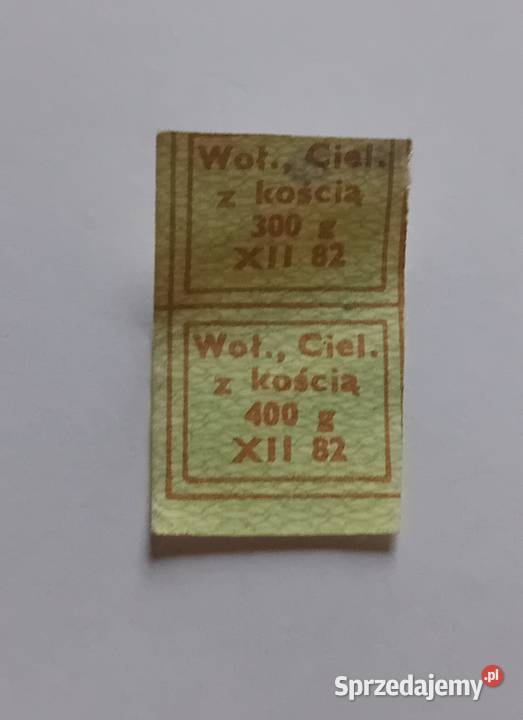 Woł., Ciel.
z kością
300 g
XII 82
Woł., Ciel.
z kością
400 g
XII 82
Sprzedajemy.pl